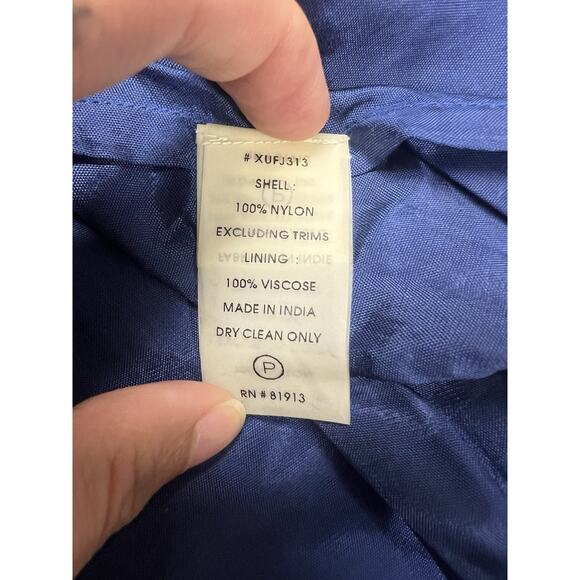 # XUFJ313
SHELL :
100% NYLON
EXCLUDING TRIMS
LINING :
100% VISCOSE
MADE IN INDIA
DRY CLEAN ONLY
P
RN # 81913